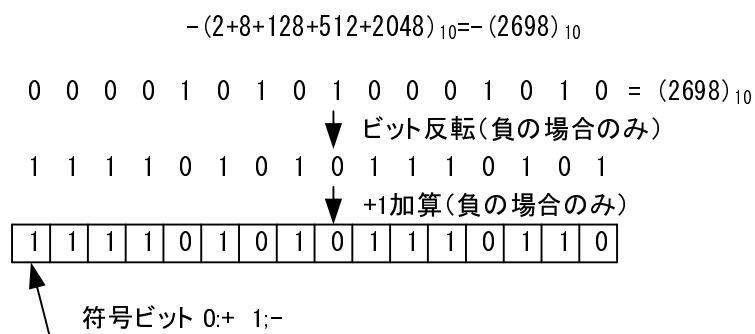 -(2+8+128+512+2048)10=-(2698)10
0 0 0 0 1 0 1 0 1 0 0 0 1 0 1 0 = (2698)10
ビット反転(負の場合のみ)
1 1 1 1 0 1 0 1 0 1 1 1 0 1 0 1
+1加算(負の場合のみ)
1 1 1 1 0 1 0 1 0 1 1 1 0 1 1 0
符号ビット 0:+ 1;-